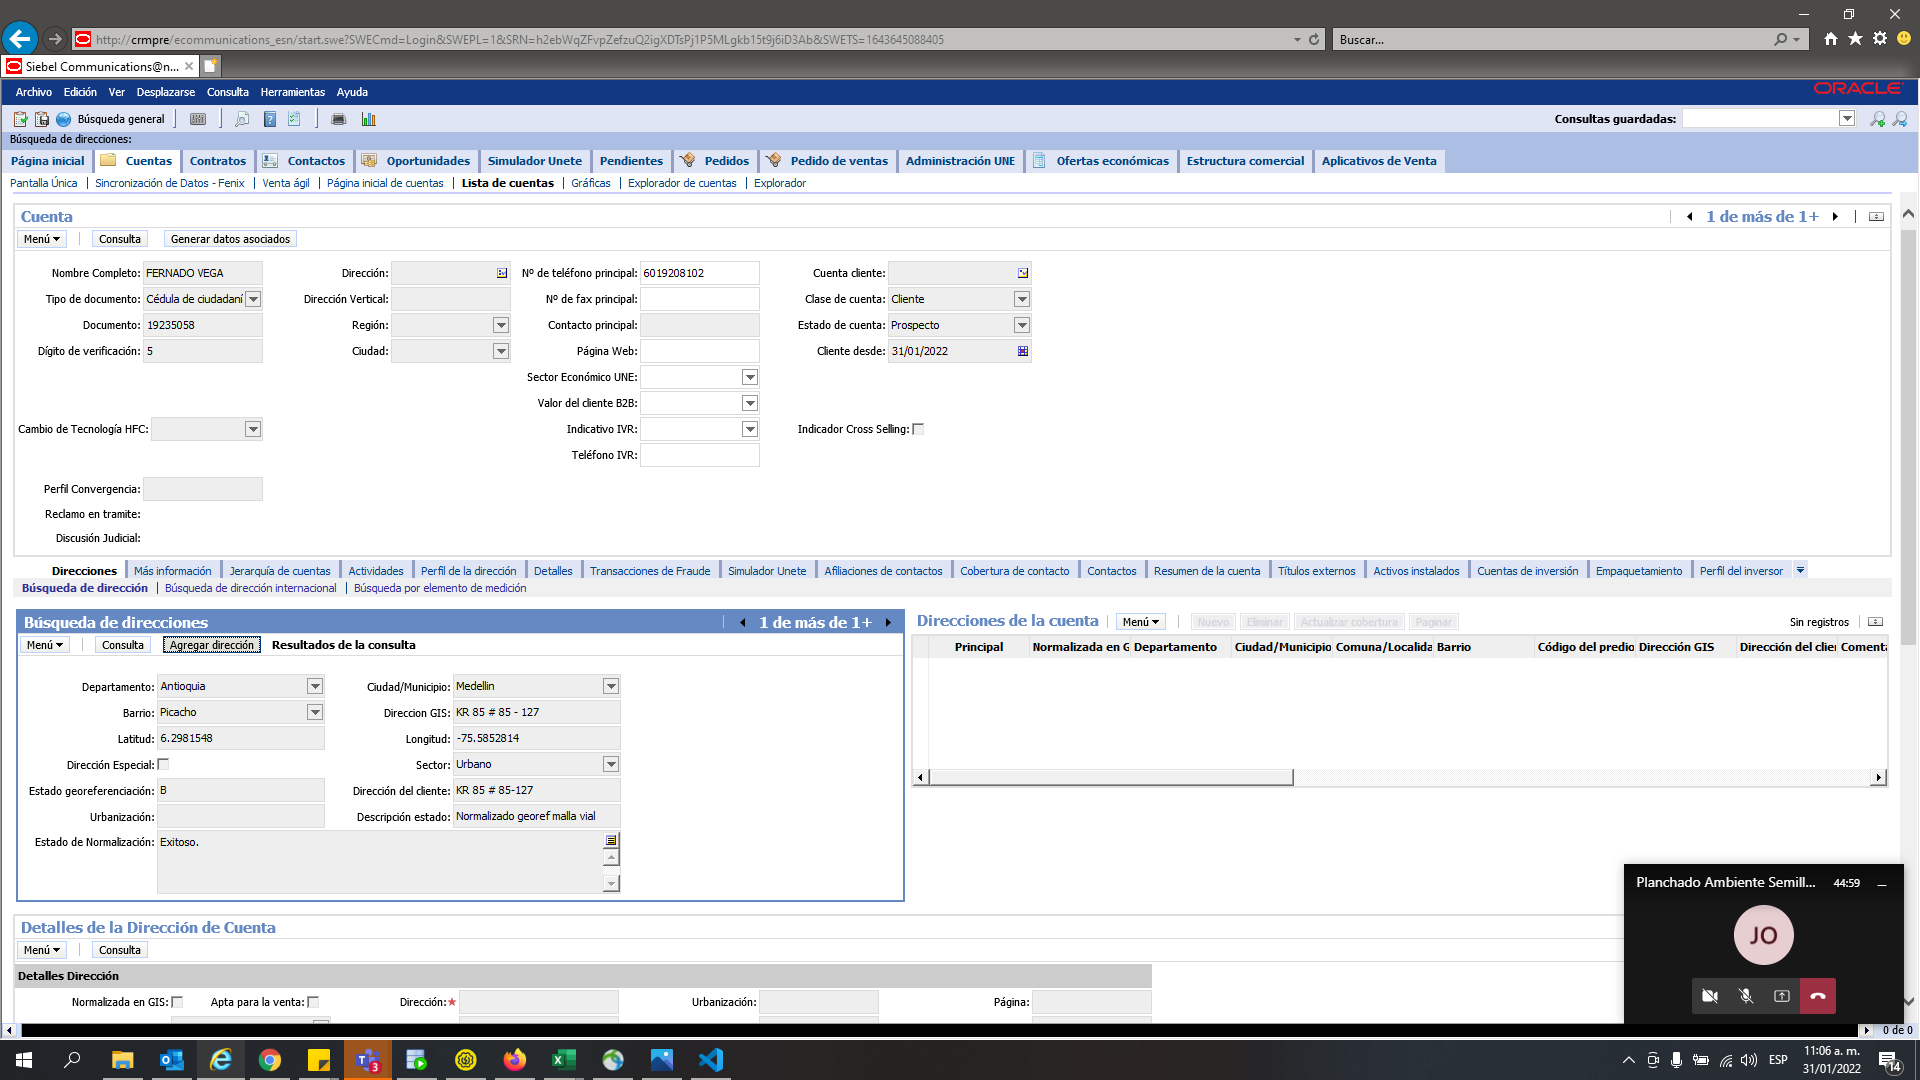 http://crmpre/ecommunications_esn/start.swe?SWECmd=Login&SWEPL=1&SRN=h2ebWqZFvpZefzuQ2igXDTsPj1P5MLgkb15t9j6iD3Ab&SWETS=1643645088405
Buscar...
Siebel Communications@n...
Archivo Edición Ver Desplazarse Consulta Herramientas Ayuda
ORACLE
Búsqueda general
Consultas guardadas:
Búsqueda de direcciones:
Página inicial Cuentas Contratos Contactos Oportunidades Simulador Unete Pendientes Pedidos Pedido de ventas Administración UNE Ofertas económicas Estructura comercial Aplicativos de Venta
Pantalla Única Sincronización de Datos - Fenix Venta ágil Página inicial de cuentas Lista de cuentas Gráficas Explorador de cuentas Explorador
Cuenta
1 de más de 1+
Menú Consulta Generar datos asociados
Nombre Completo: FERNADO VEGA Dirección: Nº de teléfono principal: 6019208102 Cuenta cliente:
Tipo de documento: Cédula de ciudadaní Dirección Vertical: Nº de fax principal: Clase de cuenta: Cliente
Documento: 19235058 Región: Contacto principal: Estado de cuenta: Prospecto
Dígito de verificación: 5 Ciudad: Página Web: Cliente desde: 31/01/2022
Sector Económico UNE:
Valor del cliente B2B:
Cambio de Tecnología HFC: Indicativo IVR: Indicador Cross Selling:
Teléfono IVR:
Perfil Convergencia:
Reclamo en tramite:
Discusión Judicial:
Direcciones Más información Jerarquía de cuentas Actividades Perfil de la dirección Detalles Transacciones de Fraude Simulador Unete Afiliaciones de contactos Cobertura de contacto Contactos Resumen de la cuenta Títulos externos Activos instalados Cuentas de inversión Empaquetamiento Perfil del inversor
Búsqueda de dirección Búsqueda de dirección internacional Búsqueda por elemento de medición
Búsqueda de direcciones 1 de más de 1+
Menú Consulta Agregar dirección Resultados de la consulta
Departamento: Antioquia Ciudad/Municipio: Medellin
Barrio: Picacho Direccion GIS: KR 85 # 85 - 127
Latitud: 6.2981548 Longitud: -75.5852814
Dirección Especial: Sector: Urbano
Estado georeferenciación: B Dirección del cliente: KR 85 # 85-127
Urbanización: Descripción estado: Normalizado georef malla vial
Estado de Normalización: Exitoso.
Direcciones de la cuenta Menú Nuevo Eliminar Actualizar cobertura Paginar Sin registros
Principal Normalizada en G Departamento Ciudad/Municipio Comuna/Localida Barrio Código del predio Dirección GIS Dirección del clie Comenta
Detalles de la Dirección de Cuenta
Menú Consulta
Detalles Dirección
Normalizada en GIS: Apta para la venta: Dirección:* Urbanización: Página:
0 de 0
Planchado Ambiente Semill... 44:59
JO
3
ESP
11:06 a. m.
31/01/2022
14